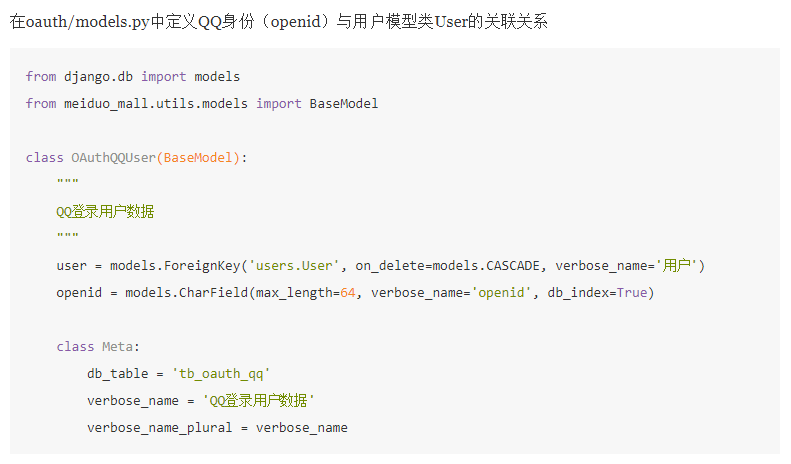 在oauth/models.py中定义QQ身份（openid）与用户模型类User的关联关系
from django.db import models
from meiduo_mall.utils.models import BaseModel
class OAuthQQUser(BaseModel):
"""
QQ登录用户数据
"""
user = models.ForeignKey('users.User', on_delete=models.CASCADE, verbose_name='用户')
openid = models.CharField(max_length=64, verbose_name='openid', db_index=True)
class Meta:
db_table = 'tb_oauth_qq'
verbose_name = 'QQ登录用户数据'
verbose_name_plural = verbose_name